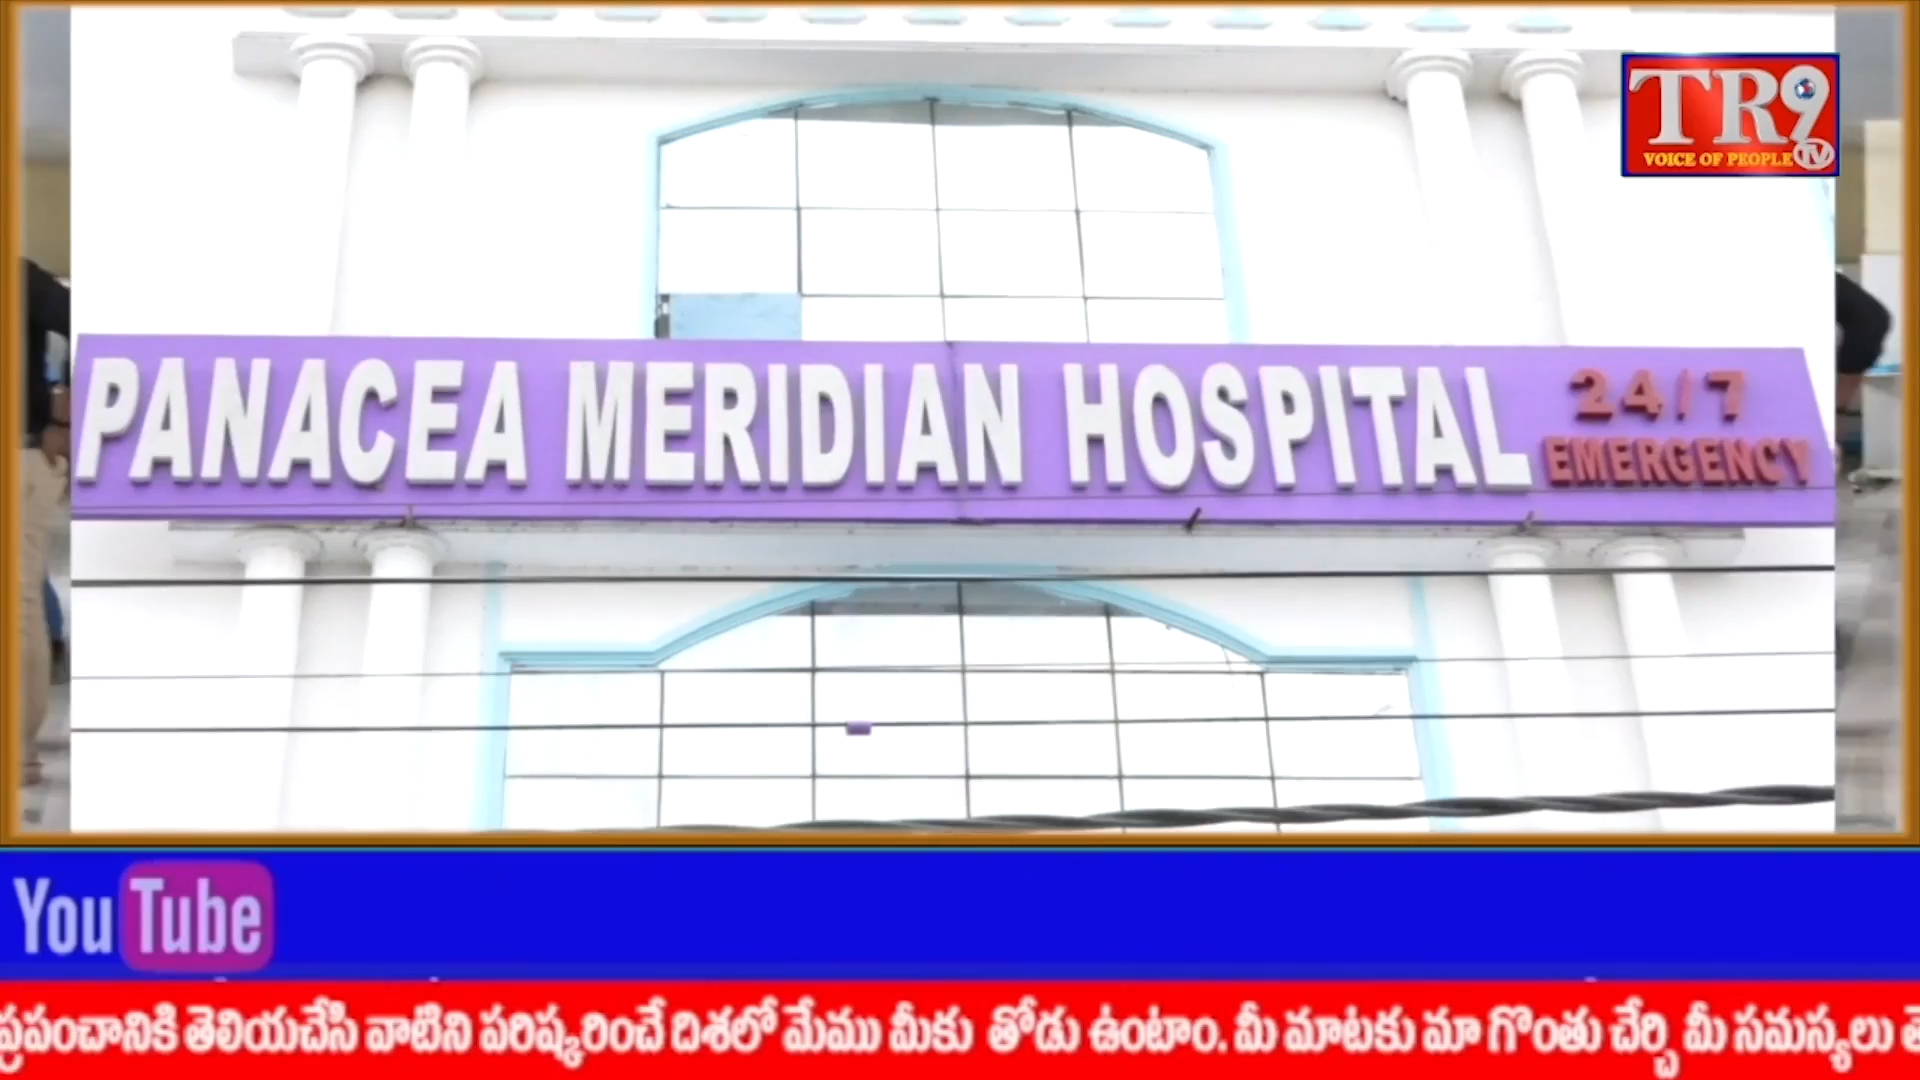 TR9
VOICE OF PEOPLE TV
PANACEA MERIDIAN HOSPITAL
24/7
EMERGENCY
YouTube
ప్రపంచానికి తెలియచేసి వాటిని పరిష్కరించే దిశలో మేము మీకు తోడు ఉంటాం. మీ మాటకు మా గొంతు చేర్చి మీ సమస్యలు